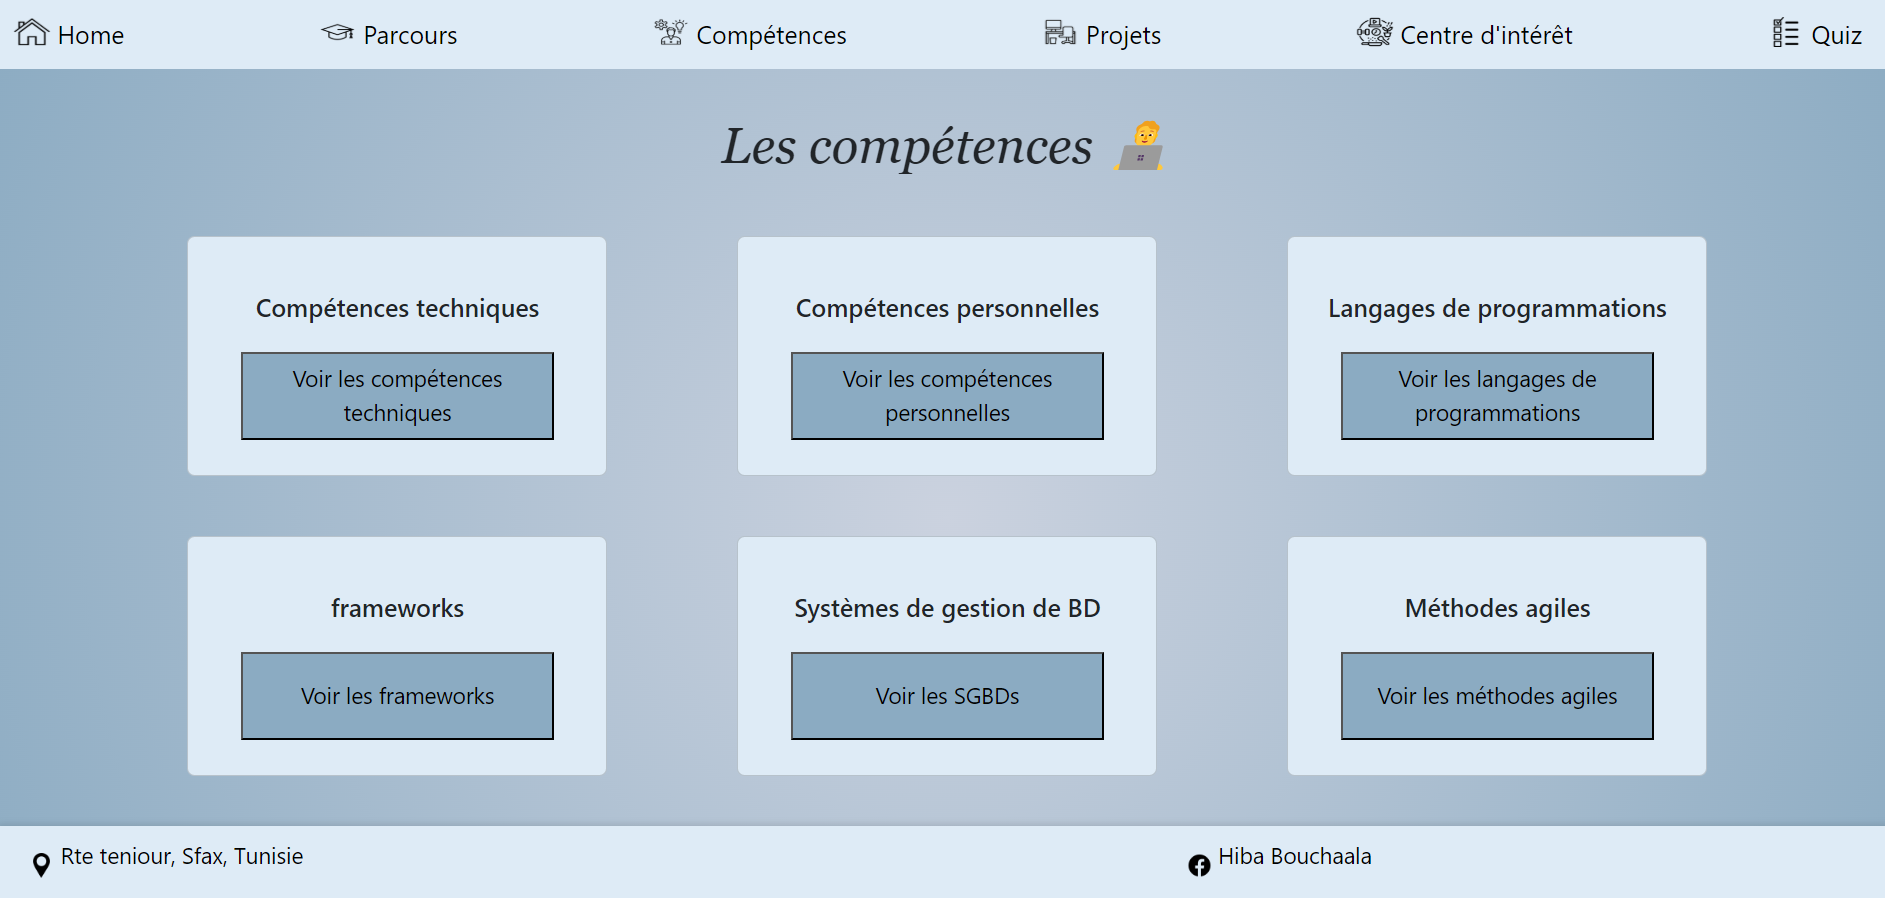 Home
Parcours
Compétences
Projets
Centre d'intérêt
Quiz
Les compétences
Compétences techniques
Voir les compétences
techniques
Compétences personnelles
Voir les compétences
personnelles
Langages de programmations
Voir les langages de
programmations
frameworks
Voir les frameworks
Systèmes de gestion de BD
Voir les SGBDs
Méthodes agiles
Voir les méthodes agiles
Rte teniour, Sfax, Tunisie
Hiba Bouchaala